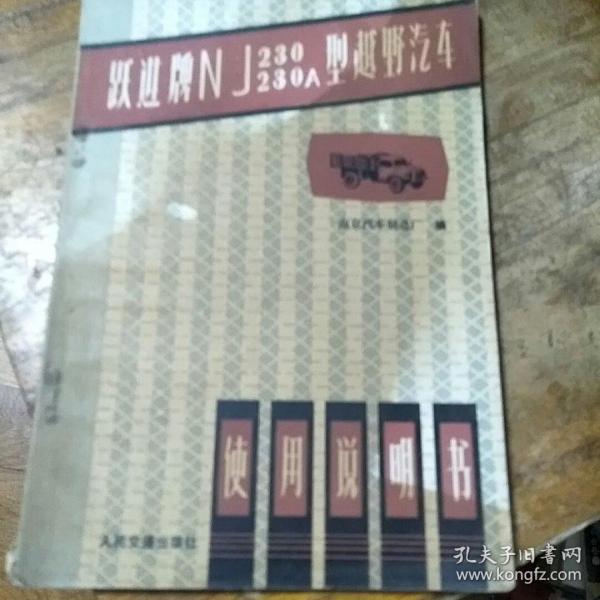 跃进牌NJ230 230A型越野汽车
南京汽车制造厂 编
使用说明书
人民交通出版社
孔夫子旧书网
www.kongfz.com